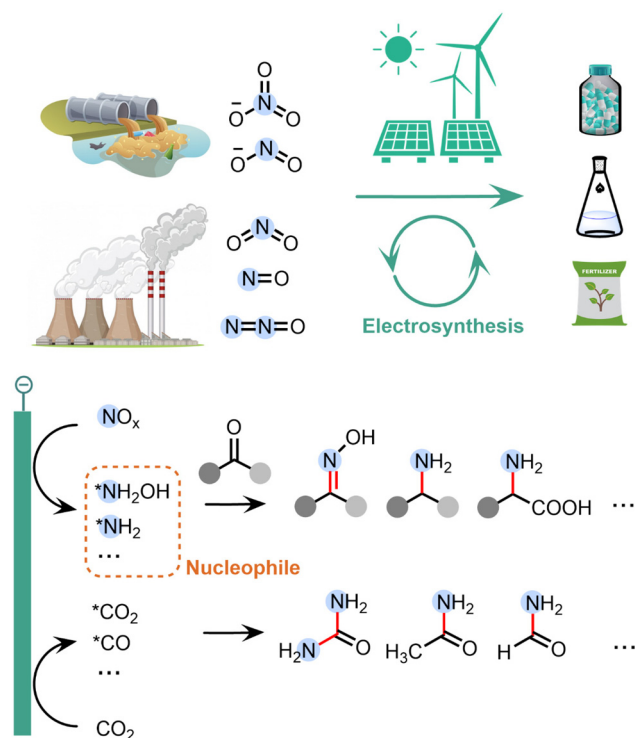 O
⁻O N O
⁻O N O
O N O
N=O
N=N=O
FERTILIZER
Electrosynthesis
⊖
NOₓ
O
N OH
NH₂
NH₂
*NH₂OH
COOH
...
*NH₂
...
Nucleophile
*CO₂
*CO
...
NH₂
H₂N O
NH₂
H₃C O
NH₂
H O
...
CO₂